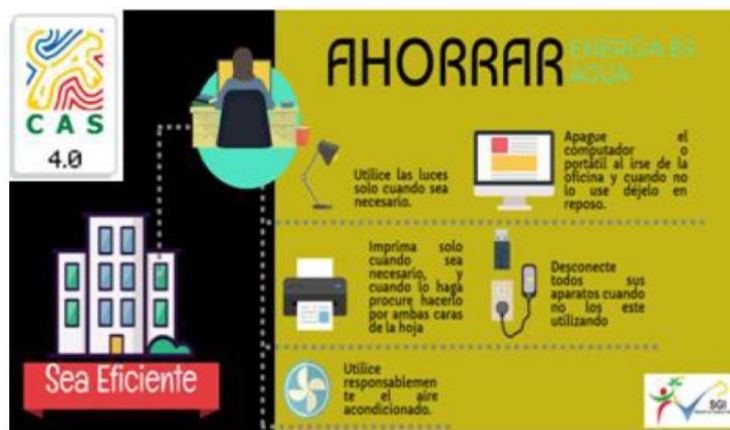 CAS
4.0
AHORRAR
ENERGÍA ES
AGUA
Utilice las luces
solo cuando sea
necesario.
Apague el
computador o
portátil al irse de la
oficina y cuando no
lo use déjelo en
reposo.
Imprima solo
cuando sea
necesario, y
cuando lo haga
procure hacerlo
por ambas caras
de la hoja
Desconecte
todos sus
aparatos cuando
no los este
utilizando
Sea Eficiente
Utilice
responsablemen
te el aire
acondicionado.
SGI